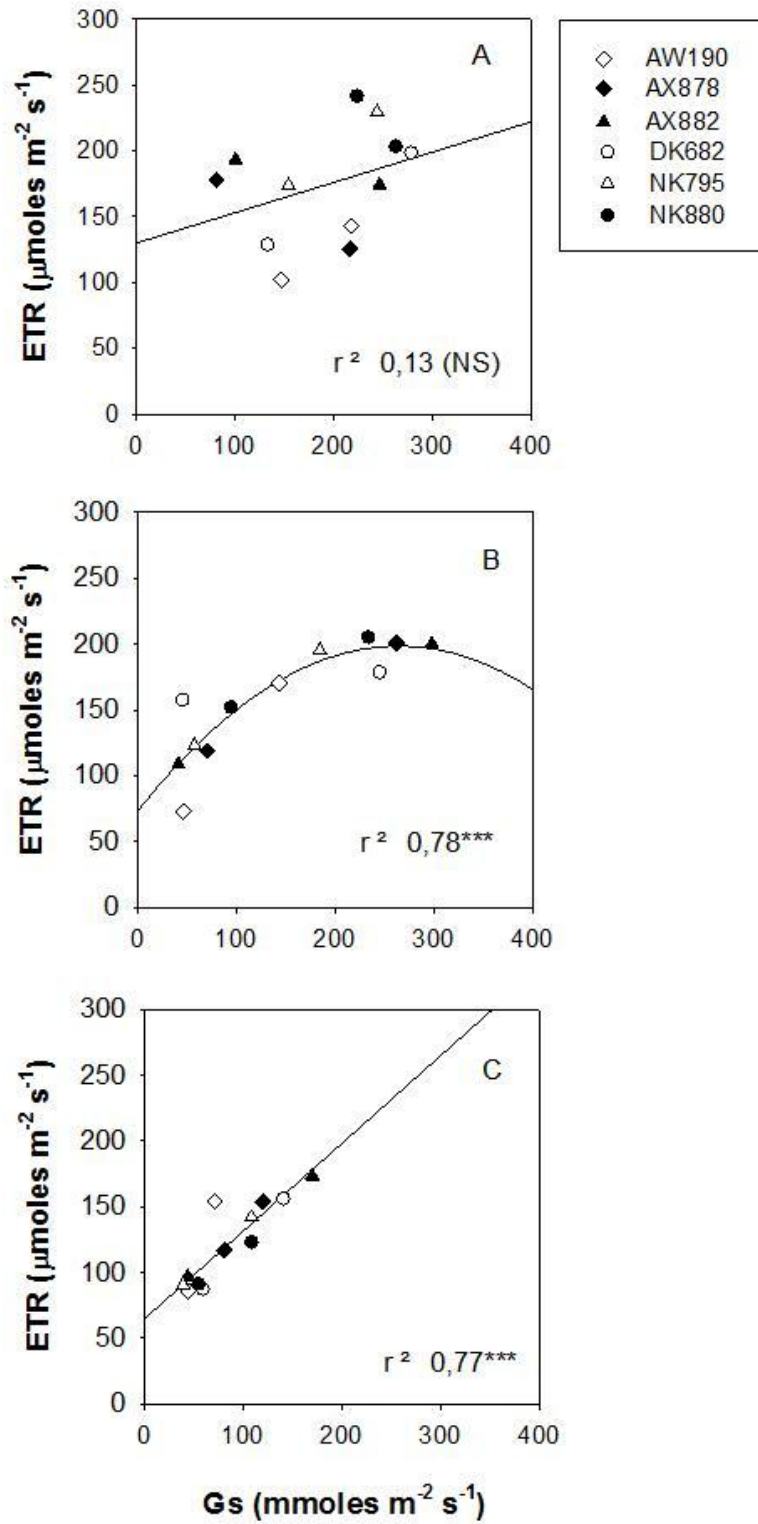 300
250
200
150
100
50
0
ETR (μmoles m⁻² s⁻¹)
A
r ² 0,13 (NS)
0 100 200 300 400
AW190
AX878
AX882
DK682
NK795
NK880
300
250
200
150
100
50
0
ETR (μmoles m⁻² s⁻¹)
B
r ² 0,78***
0 100 200 300 400
300
250
200
150
100
50
0
ETR (μmoles m⁻² s⁻¹)
C
r ² 0,77***
0 100 200 300 400
Gs (mmoles m⁻² s⁻¹)